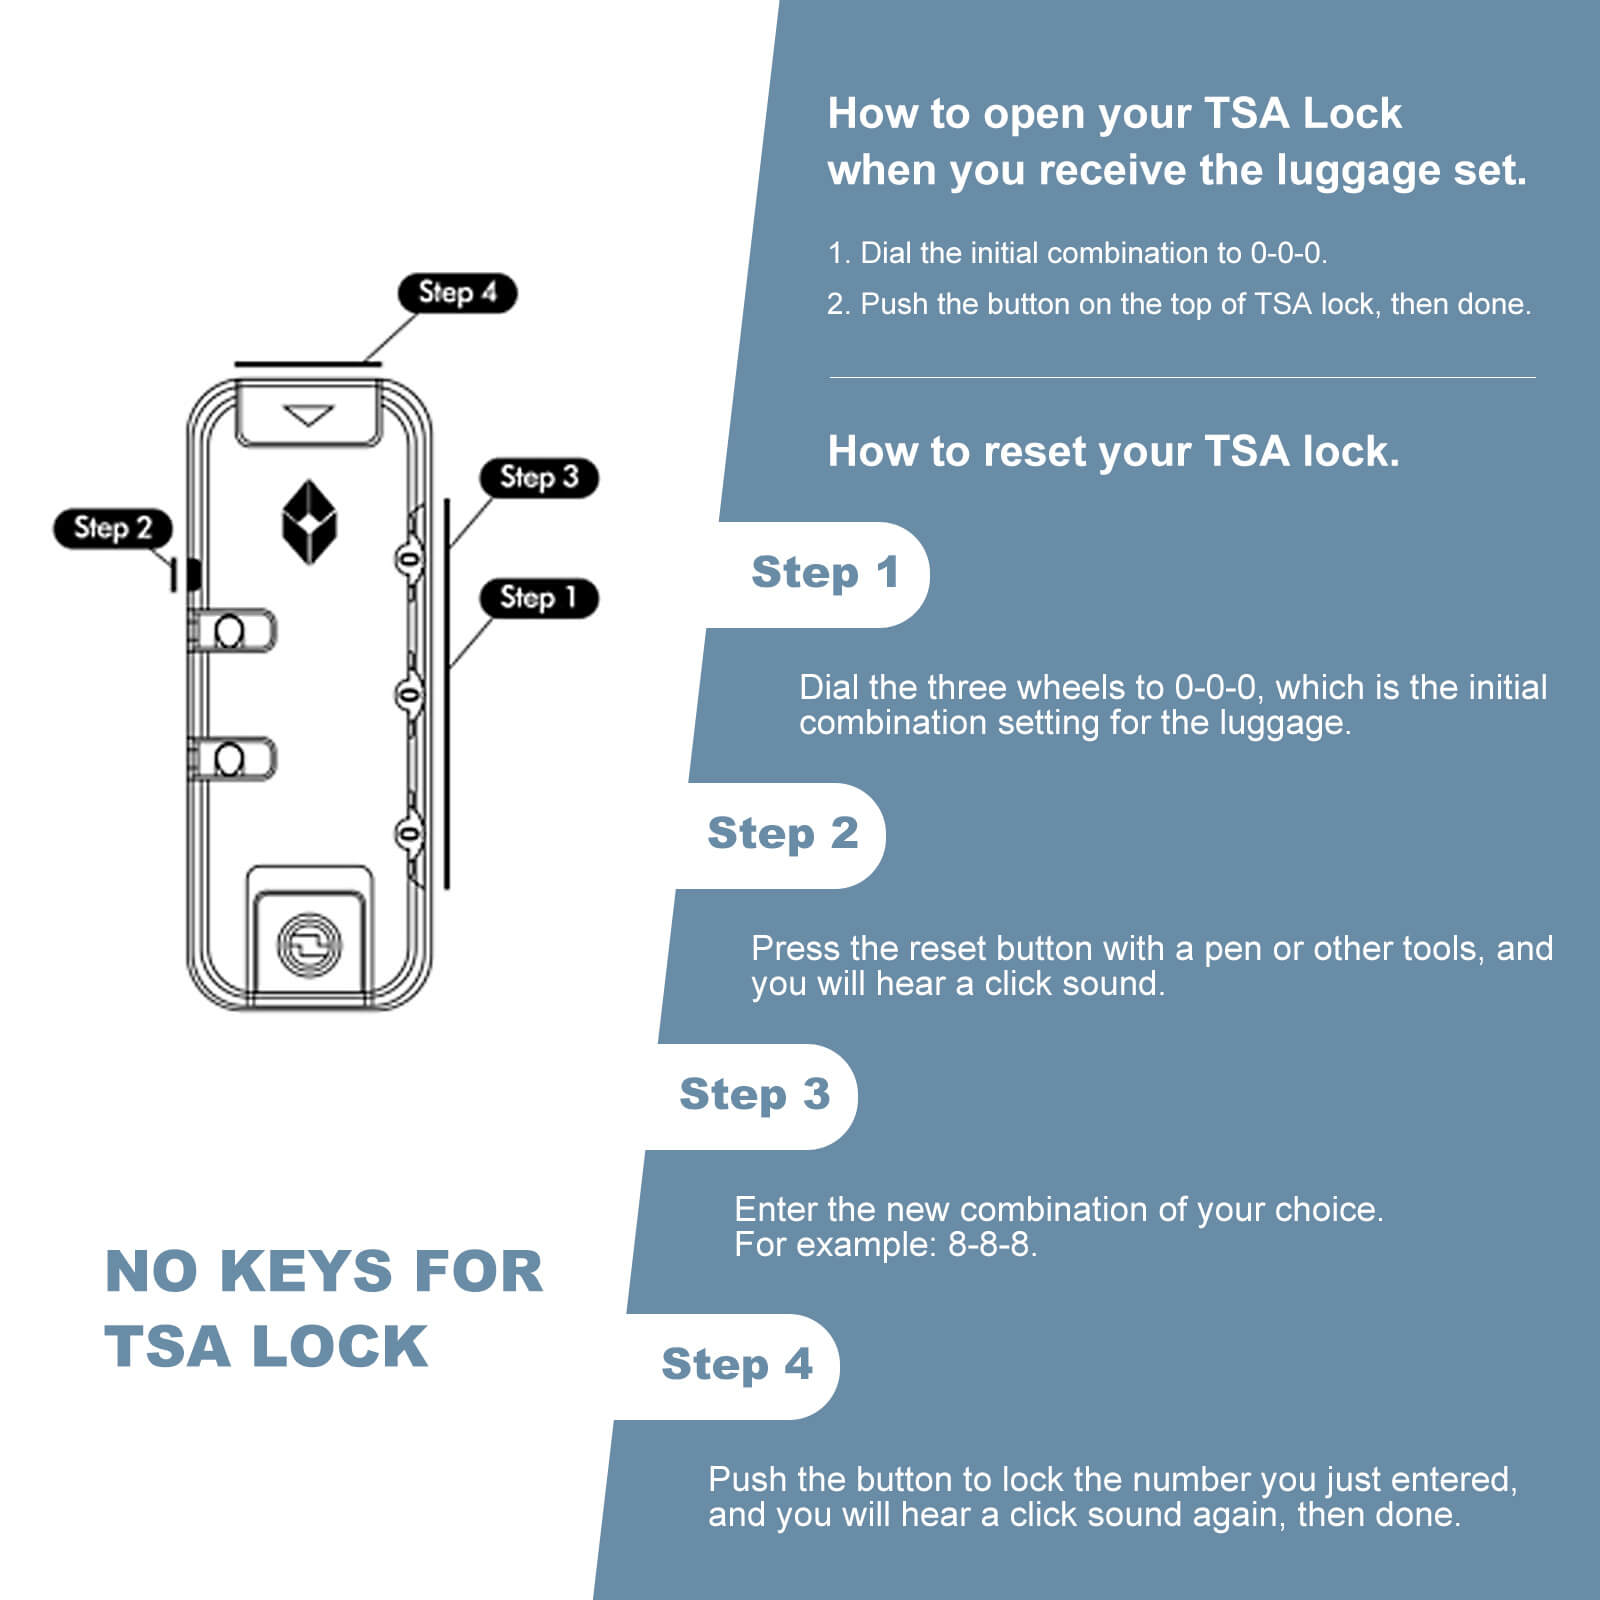 How to open your TSA Lock
when you receive the luggage set.
1. Dial the initial combination to 0-0-0.
2. Push the button on the top of TSA lock, then done.
How to reset your TSA lock.
Step 1
Dial the three wheels to 0-0-0, which is the initial
combination setting for the luggage.
Step 2
Press the reset button with a pen or other tools, and
you will hear a click sound.
Step 3
Enter the new combination of your choice.
For example: 8-8-8.
Step 4
Push the button to lock the number you just entered,
and you will hear a click sound again, then done.
Step 4
Step 3
Step 2
Step 1
0
0
0
NO KEYS FOR
TSA LOCK